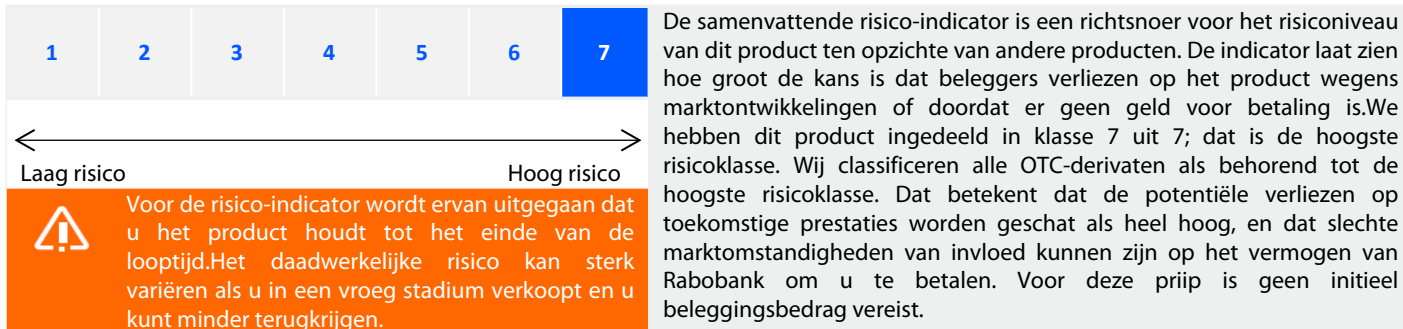 1 2 3 4 5 6 7
Laag risico Hoog risico
Voor de risico-indicator wordt ervan uitgegaan dat
u het product houdt tot het einde van de
looptijd.Het daadwerkelijke risico kan sterk
variëren als u in een vroeg stadium verkoopt en u
kunt minder terugkrijgen.
De samenvattende risico-indicator is een richtsnoer voor het risiconiveau
van dit product ten opzichte van andere producten. De indicator laat zien
hoe groot de kans is dat beleggers verliezen op het product wegens
marktontwikkelingen of doordat er geen geld voor betaling is.We
hebben dit product ingedeeld in klasse 7 uit 7; dat is de hoogste
risicoklasse. Wij classificeren alle OTC-derivaten als behorend tot de
hoogste risicoklasse. Dat betekent dat de potentiële verliezen op
toekomstige prestaties worden geschat als heel hoog, en dat slechte
marktomstandigheden van invloed kunnen zijn op het vermogen van
Rabobank om u te betalen. Voor deze priip is geen initieel
beleggingsbedrag vereist.